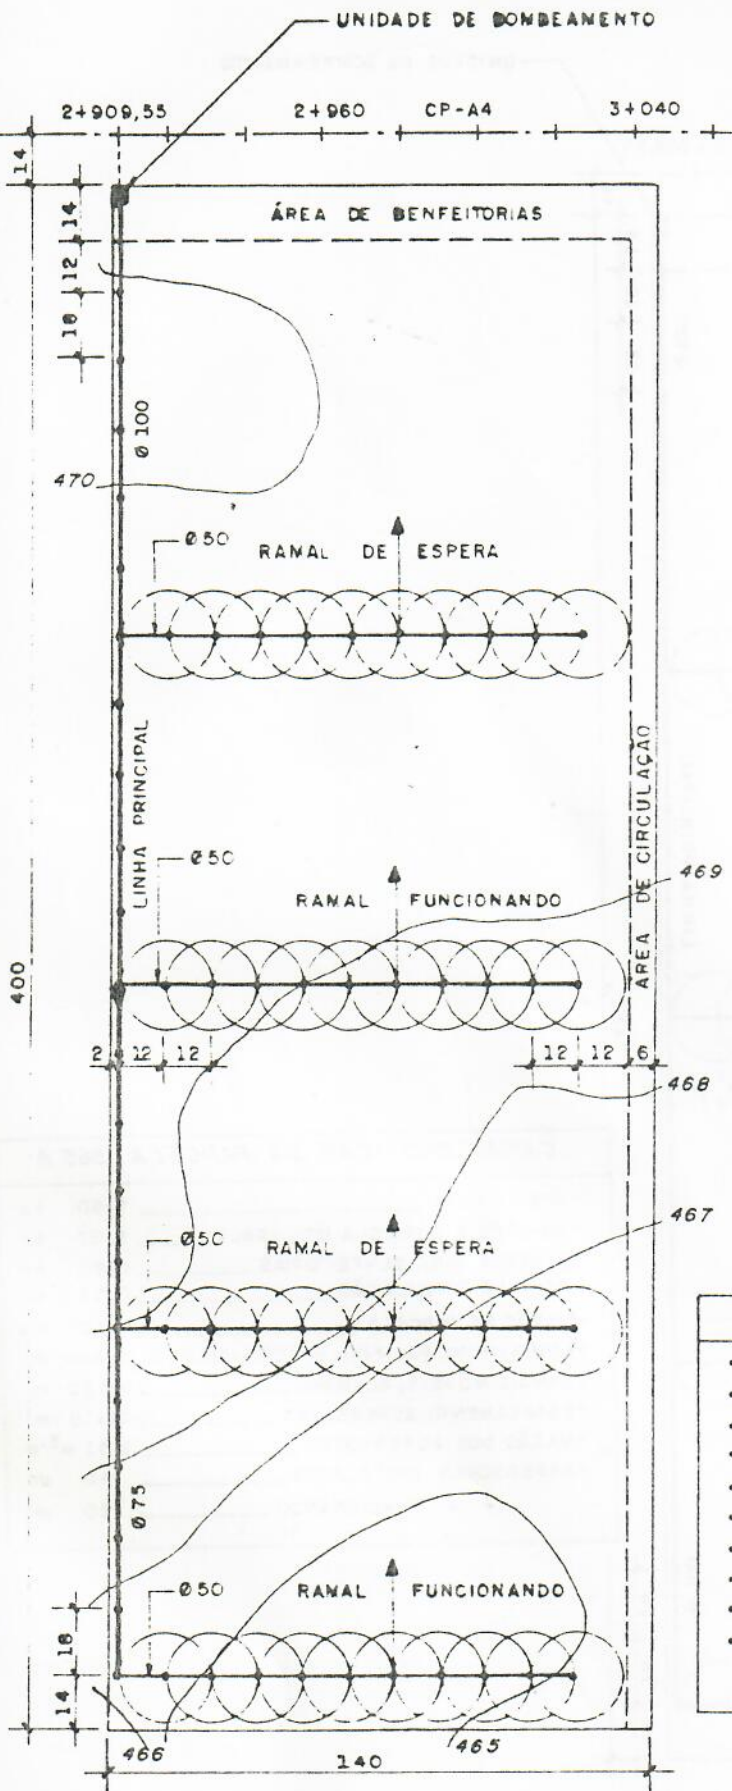 UNIDADE DE BOMBEAMENTO
2+909,55 2+960 CP-A4 3+040
14
14
ÁREA DE BENFEITORIAS
12
18
Ø 100
470
Ø50
RAMAL DE ESPERA
LINHA PRINCIPAL
ÁREA DE CIRCULAÇÃO
Ø50
469
RAMAL FUNCIONANDO
400
2 12 12 12 12 6
468
467
Ø50
RAMAL DE ESPERA
Ø75
Ø50
RAMAL FUNCIONANDO
18
14
466
465
140